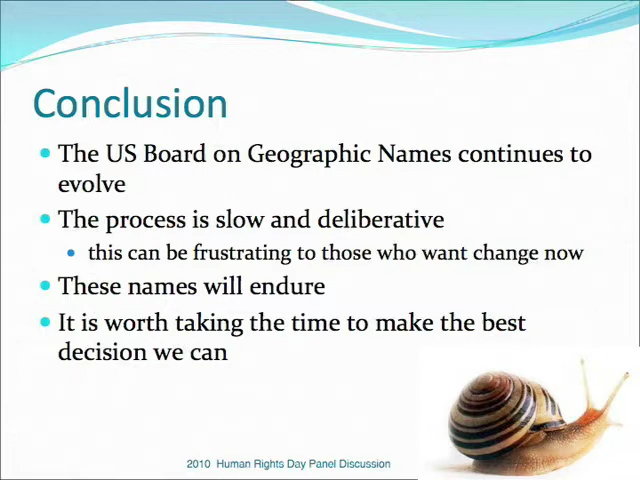 Conclusion
The US Board on Geographic Names continues to
evolve
The process is slow and deliberative
this can be frustrating to those who want change now
These names will endure
It is worth taking the time to make the best
decision we can
2010 Human Rights Day Panel Discussion